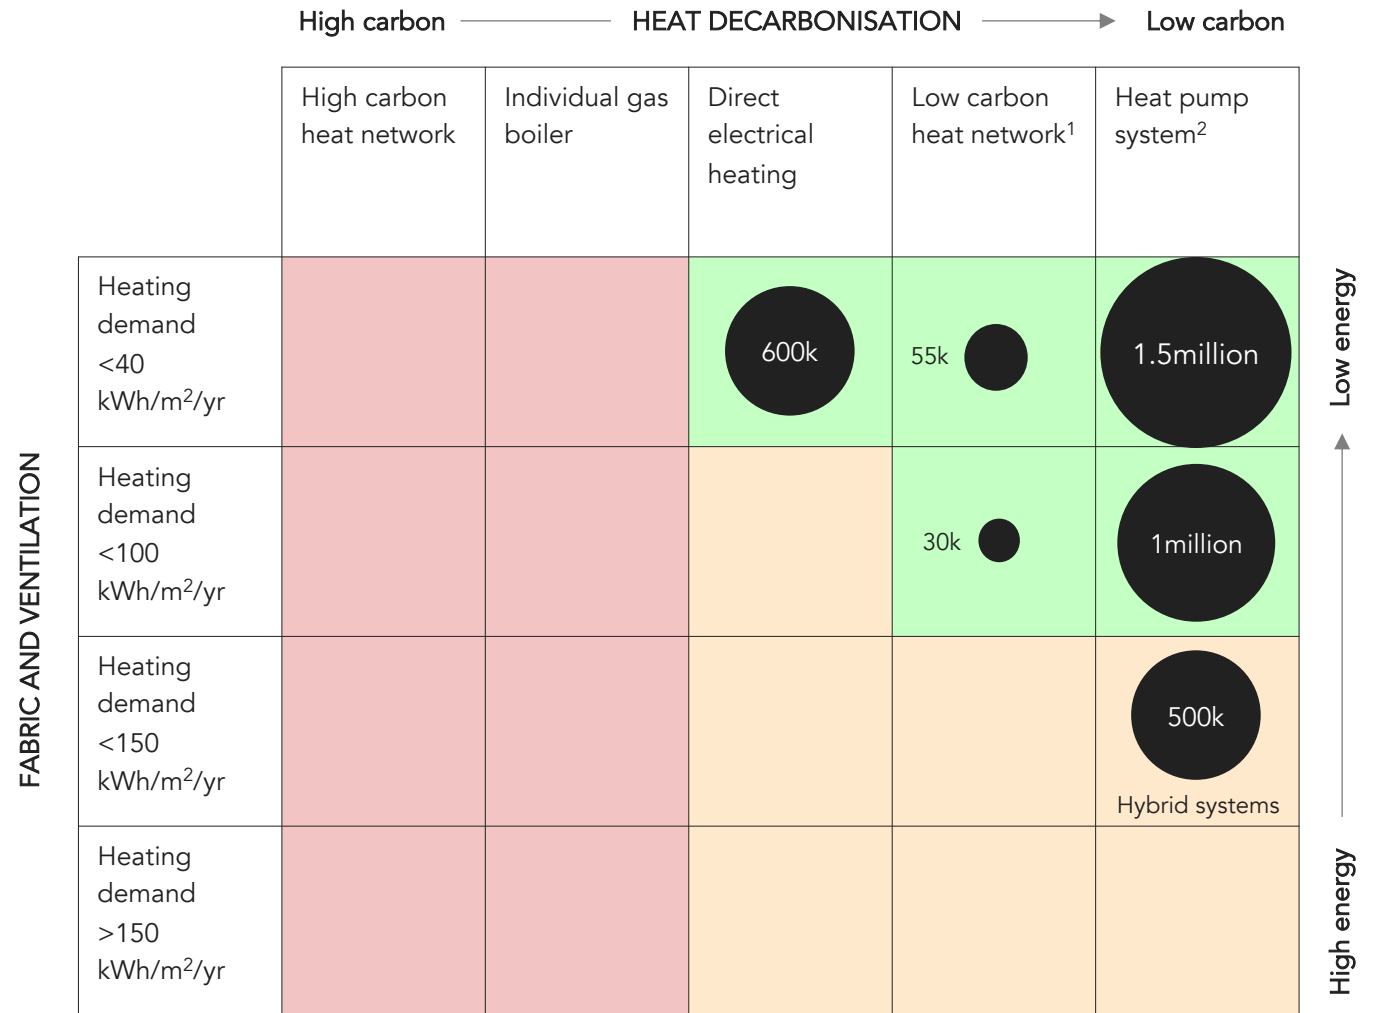 High carbon HEAT DECARBONISATION Low carbon
High carbon
heat network
Individual gas
boiler
Direct
electrical
heating
Low carbon
heat network¹
Heat pump
system²
FABRIC AND VENTILATION
Heating
demand
<40
kWh/m²/yr
600k
55k
1.5million
Heating
demand
<100
kWh/m²/yr
30k
1million
Heating
demand
<150
kWh/m²/yr
500k
Hybrid systems
Heating
demand
>150
kWh/m²/yr
Low energy
High energy